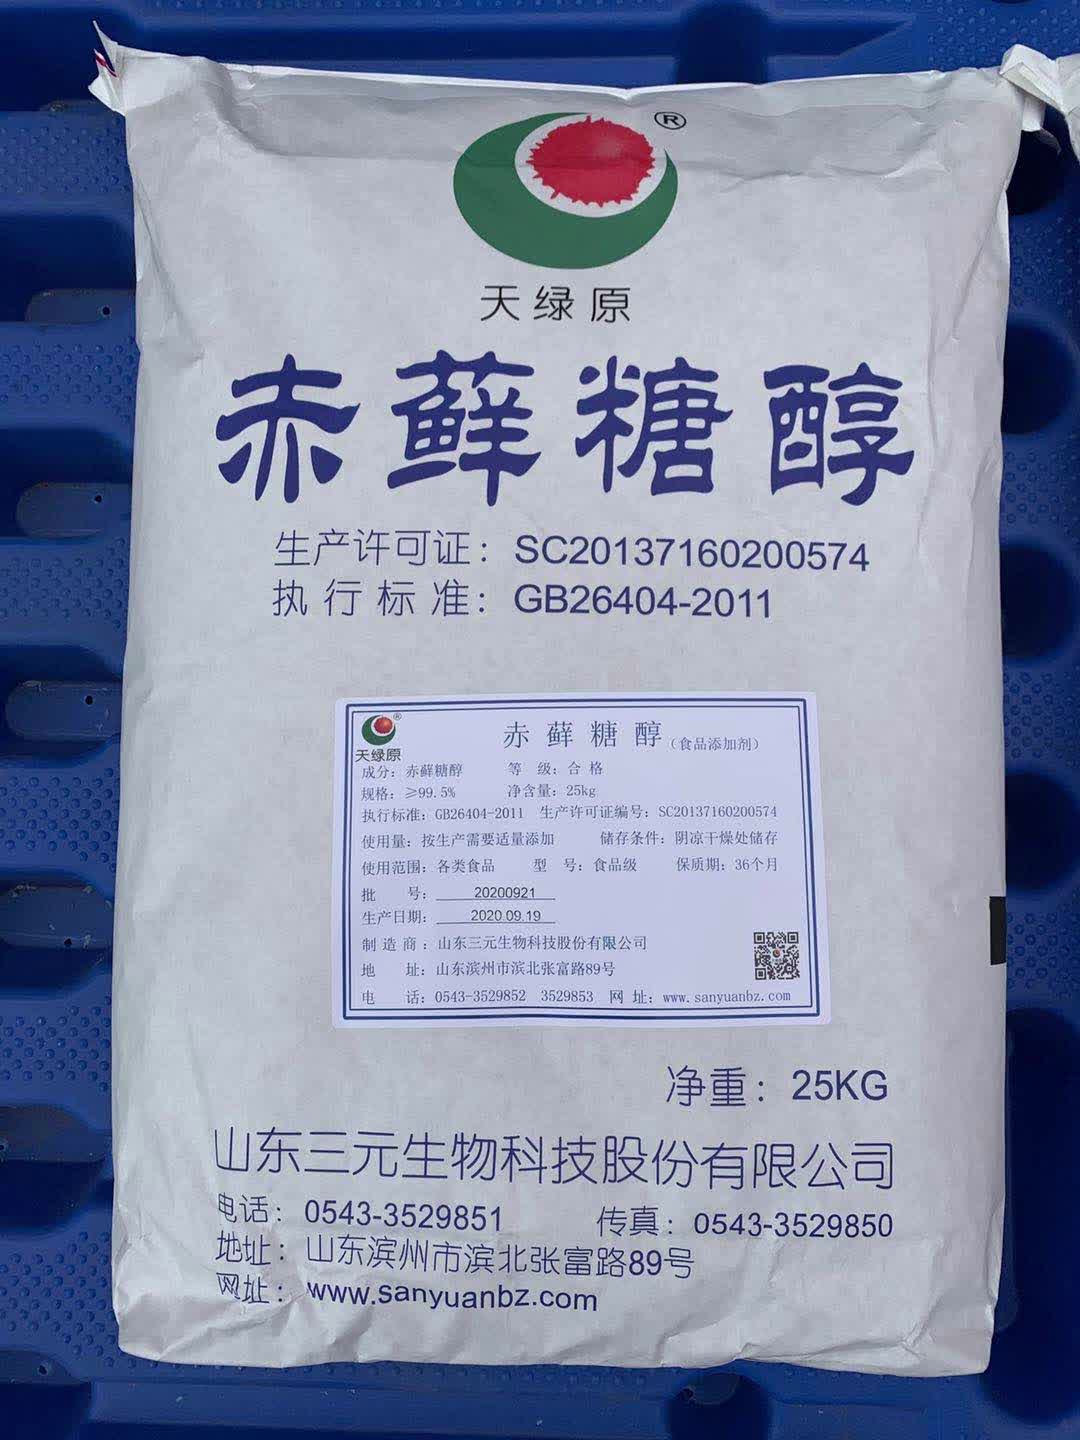 ®
天绿原
赤藓糖醇
生产许可证：SC20137160200574
执行标准：GB26404-2011
®
天绿原
赤藓糖醇（食品添加剂）
成分：赤藓糖醇 等 级：合 格
规格：≥99.5% 净含量：25kg
执行标准：GB26404-2011 生产许可证编号：SC20137160200574
使用量：按生产需要适量添加 储存条件：阴凉干燥处储存
使用范围：各类食品 型 号：食品级 保质期：36个月
批 号：20200921
生产日期：2020.09.19
制造商：山东三元生物科技股份有限公司
地 址：山东滨州市滨北张富路89号
电 话：0543-3529852 3529853 网 址：www.sanyuanbz.com
净重：25KG
山东三元生物科技股份有限公司
电话：0543-3529851 传真：0543-3529850
地址：山东滨州市滨北张富路89号
网址：www.sanyuanbz.com